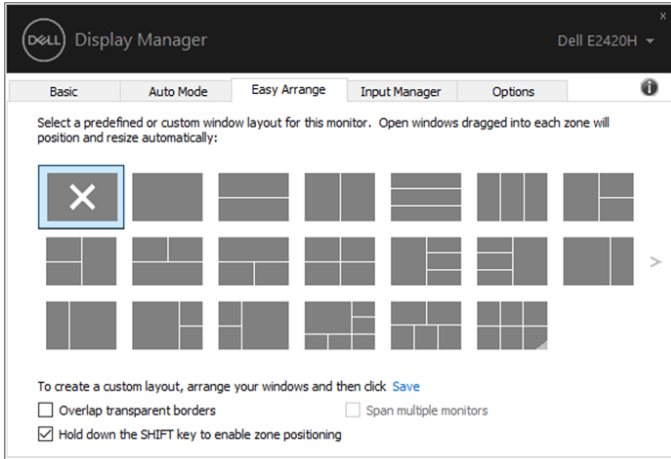 x
DELL Display Manager
Dell E2420H
Basic
Auto Mode
Easy Arrange
Input Manager
Options
Select a predefined or custom window layout for this monitor. Open windows dragged into each zone will
position and resize automatically:
To create a custom layout, arrange your windows and then click Save
Overlap transparent borders
Span multiple monitors
Hold down the SHIFT key to enable zone positioning